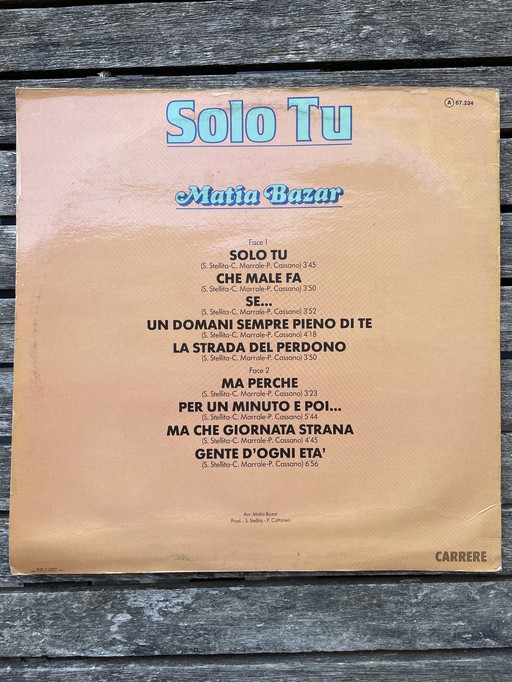 Solo Tu
A 67.234
Matia Bazar
Face 1
SOLO TU
(S. Stellita-C. Marrale-P. Cassano) 3'45
CHE MALE FA
(S. Stellita-C. Marrale-P. Cassano) 3'50
SE...
(S. Stellita-C. Marrale-P. Cassano) 3'52
UN DOMANI SEMPRE PIENO DI TE
(S. Stellita-C. Marrale-P. Cassano) 4'18
LA STRADA DEL PERDONO
(S. Stellita-C. Marrale-P. Cassano) 3'50
Face 2
MA PERCHE
(S. Stellita-C. Marrale-P. Cassano) 3'23
PER UN MINUTO E POI...
(S. Stellita-C. Marrale-P. Cassano) 5'44
MA CHE GIORNATA STRANA
(S. Stellita-C. Marrale-P. Cassano) 4'45
GENTE D'OGNI ETA'
(S. Stellita-C. Marrale-P. Cassano) 6'56
Arr. Matia Bazar
Prod. - S. Stellita - P. Cattaneo
CARRERE